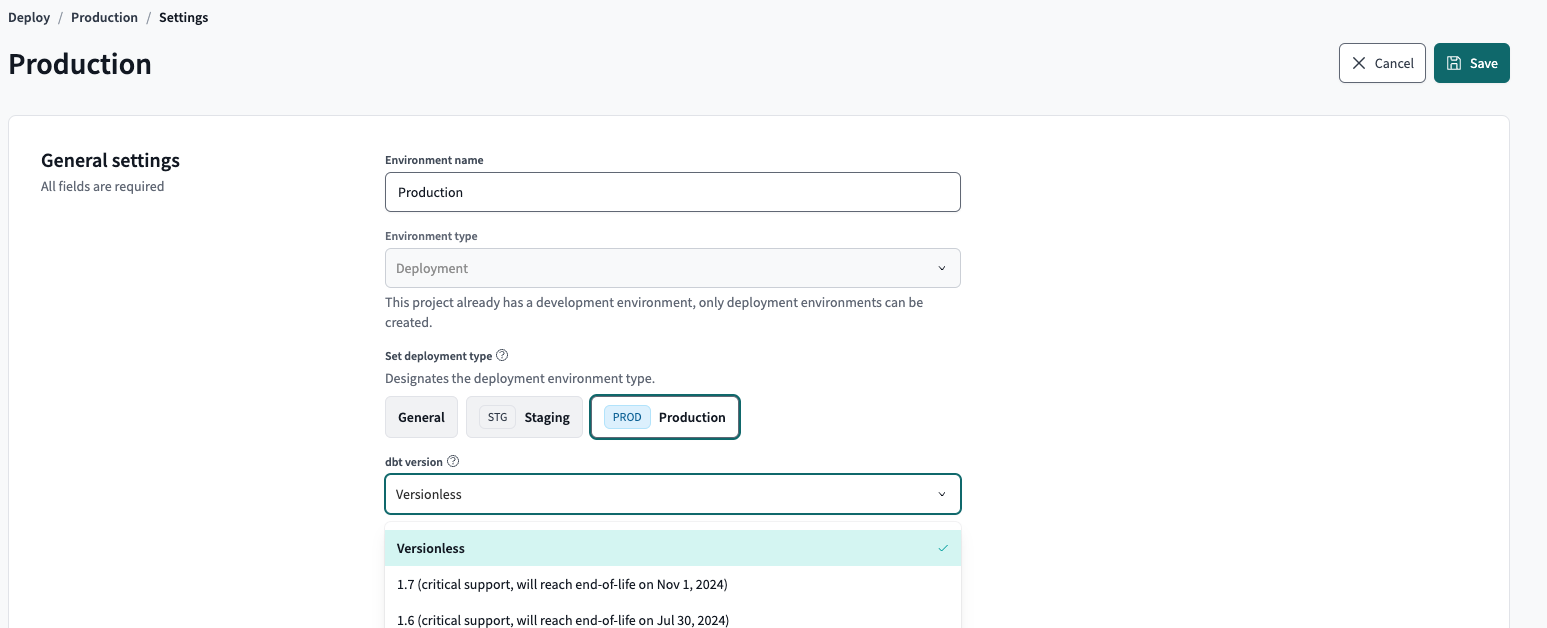 Deploy / Production / Settings
Production
Cancel
Save
General settings
All fields are required
Environment name
Production
Environment type
Deployment
This project already has a development environment, only deployment environments can be
created.
Set deployment type
Designates the deployment environment type.
General
STG Staging
PROD Production
dbt version
Versionless
Versionless
1.7 (critical support, will reach end-of-life on Nov 1, 2024)
1.6 (critical support, will reach end-of-life on Jul 30, 2024)